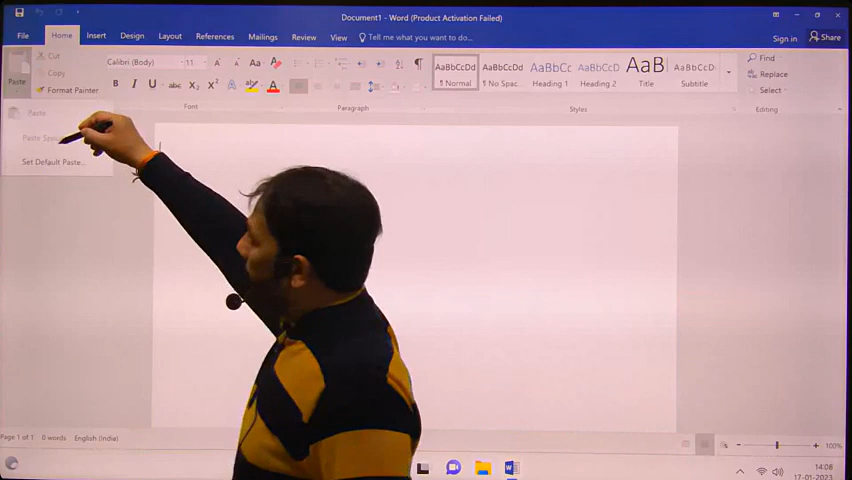 Document1 - Word (Product Activation Failed)
File Home Insert Design Layout References Mailings Review View Tell me what you want to do... Sign in Share
Cut
Copy
Format Painter
Paste
Calibri (Body) 11
AaBbCcDd AaBbCcDd AaBbCc AaBbCcD AaB AaBbCcD
¶ Normal ¶ No Spac... Heading 1 Heading 2 Title Subtitle
Find
Replace
Select
Font Paragraph Styles Editing
Paste
Paste
Set Default Paste...
Page 1 of 1 0 words English (India) 100%
14:08
17-01-2023